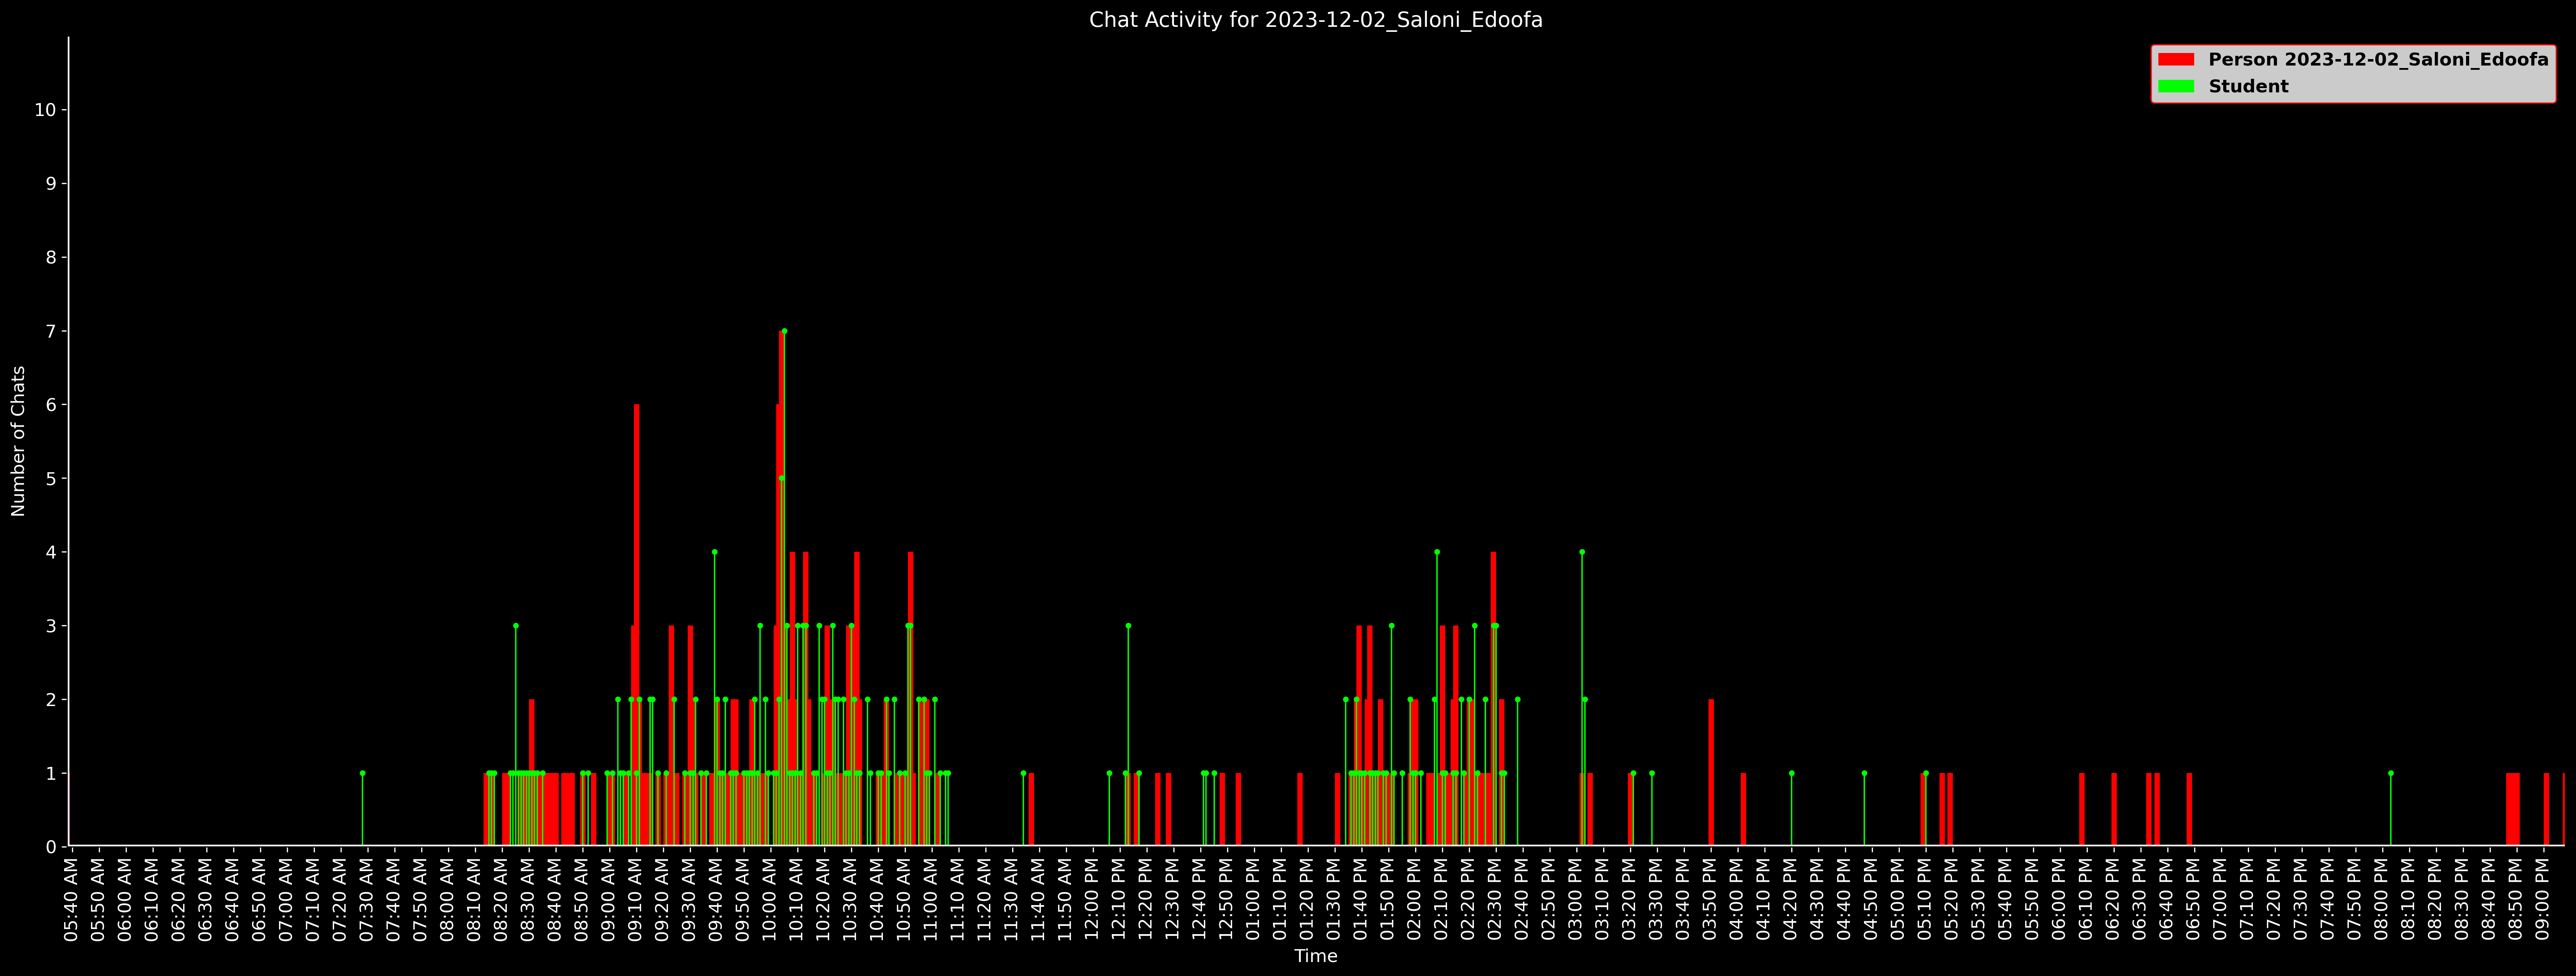 Chat Activity for 2023-12-02_Saloni_Edoofa
Person 2023-12-02_Saloni_Edoofa
Student
Number of Chats
10
9
8
7
6
5
4
3
2
1
0
05:40 AM
05:50 AM
06:00 AM
06:10 AM
06:20 AM
06:30 AM
06:40 AM
06:50 AM
07:00 AM
07:10 AM
07:20 AM
07:30 AM
07:40 AM
07:50 AM
08:00 AM
08:10 AM
08:20 AM
08:30 AM
08:40 AM
08:50 AM
09:00 AM
09:10 AM
09:20 AM
09:30 AM
09:40 AM
09:50 AM
10:00 AM
10:10 AM
10:20 AM
10:30 AM
10:40 AM
10:50 AM
11:00 AM
11:10 AM
11:20 AM
11:30 AM
11:40 AM
11:50 AM
12:00 PM
12:10 PM
12:20 PM
12:30 PM
12:40 PM
12:50 PM
01:00 PM
01:10 PM
01:20 PM
01:30 PM
01:40 PM
01:50 PM
02:00 PM
02:10 PM
02:20 PM
02:30 PM
02:40 PM
02:50 PM
03:00 PM
03:10 PM
03:20 PM
03:30 PM
03:40 PM
03:50 PM
04:00 PM
04:10 PM
04:20 PM
04:30 PM
04:40 PM
04:50 PM
05:00 PM
05:10 PM
05:20 PM
05:30 PM
05:40 PM
05:50 PM
06:00 PM
06:10 PM
06:20 PM
06:30 PM
06:40 PM
06:50 PM
07:00 PM
07:10 PM
07:20 PM
07:30 PM
07:40 PM
07:50 PM
08:00 PM
08:10 PM
08:20 PM
08:30 PM
08:40 PM
08:50 PM
09:00 PM
Time